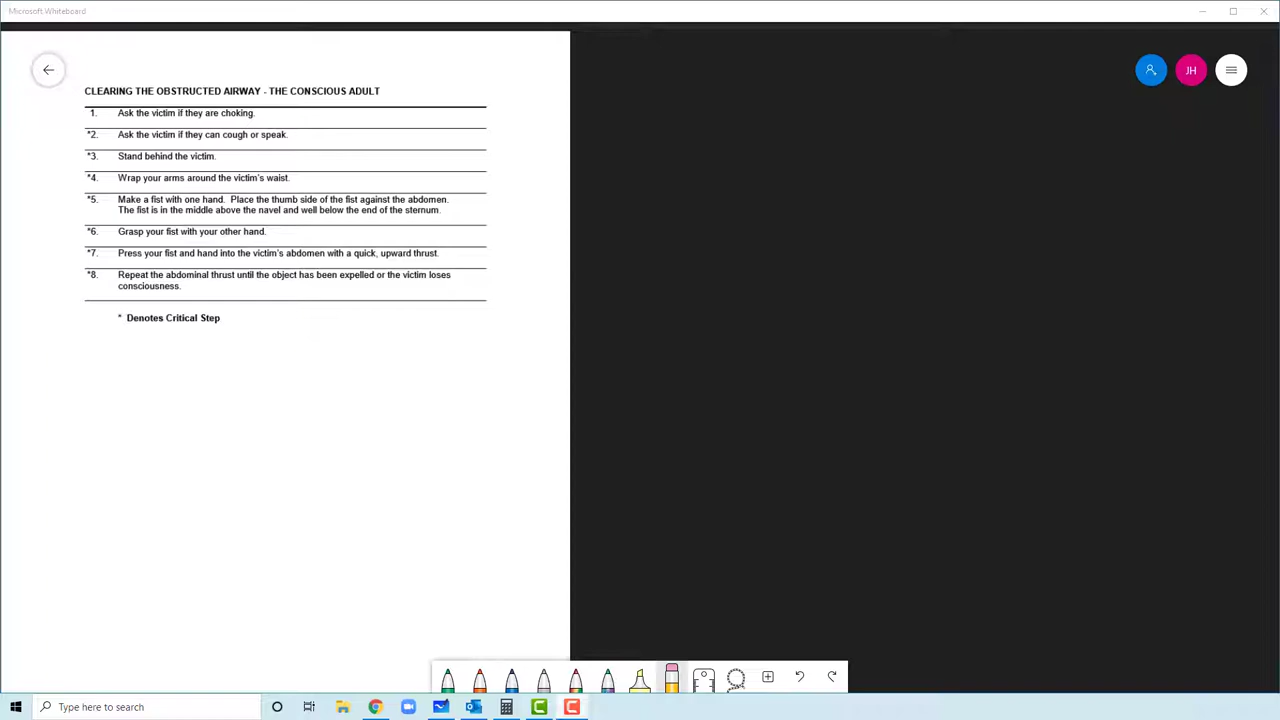 Microsoft Whiteboard
JH
CLEARING THE OBSTRUCTED AIRWAY - THE CONSCIOUS ADULT
1. Ask the victim if they are choking.
*2. Ask the victim if they can cough or speak.
*3. Stand behind the victim.
*4. Wrap your arms around the victim's waist.
*5. Make a fist with one hand. Place the thumb side of the fist against the abdomen.
The fist is in the middle above the navel and well below the end of the sternum.
*6. Grasp your fist with your other hand.
*7. Press your fist and hand into the victim's abdomen with a quick, upward thrust.
*8. Repeat the abdominal thrust until the object has been expelled or the victim loses
consciousness.
* Denotes Critical Step
Type here to search